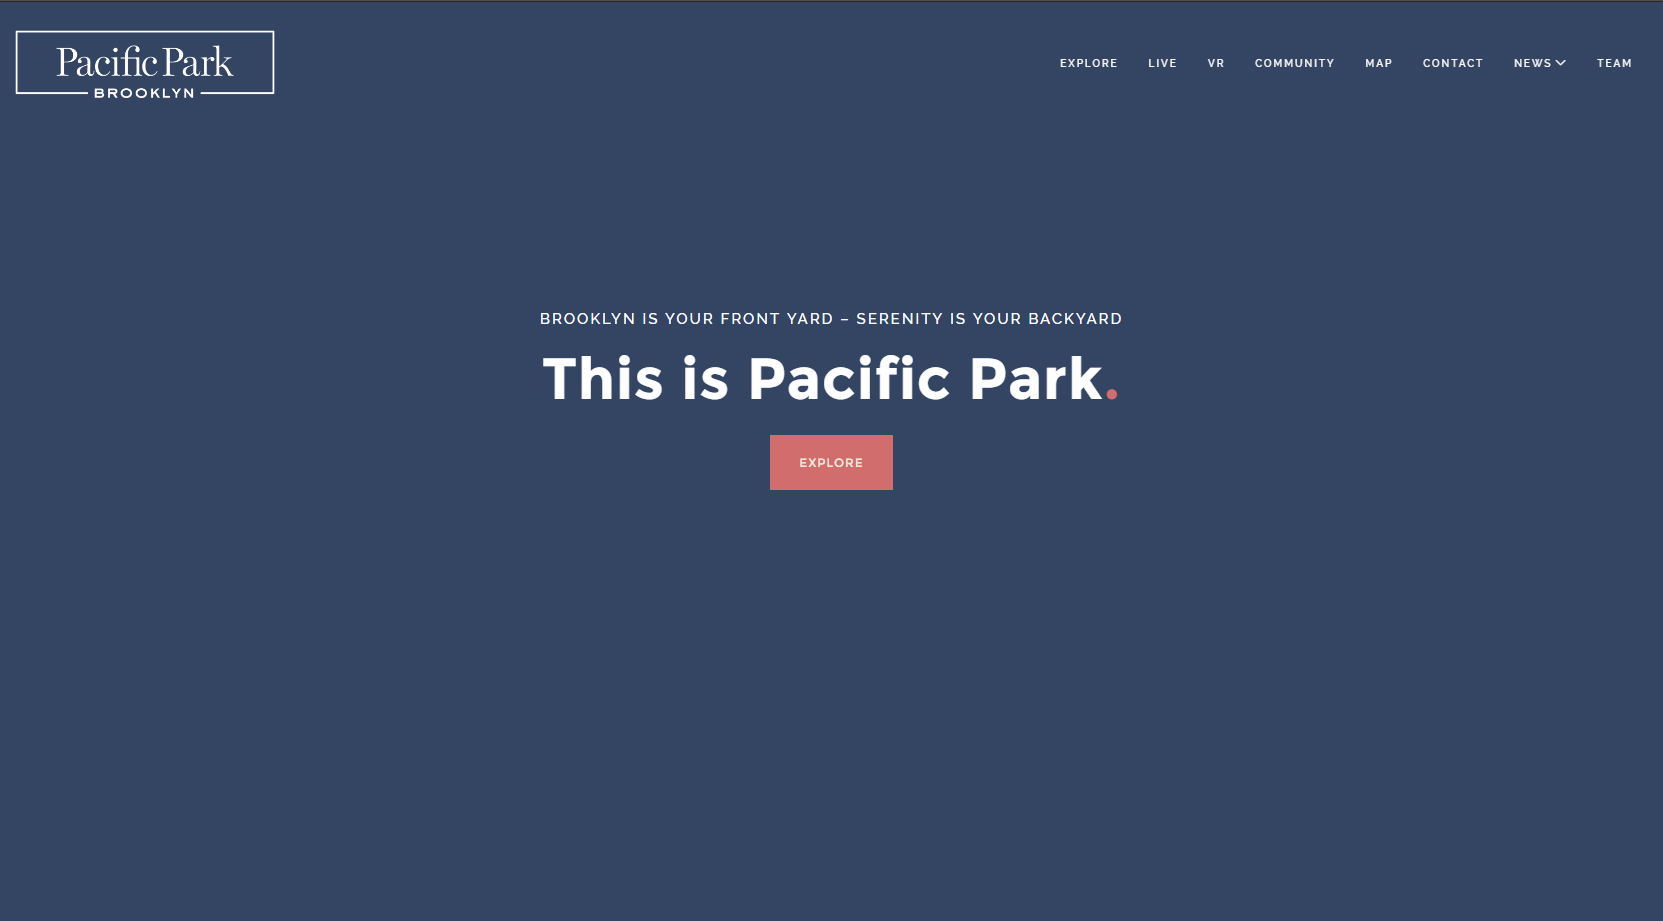 Pacific Park
BROOKLYN
EXPLORE LIVE VR COMMUNITY MAP CONTACT NEWS TEAM
BROOKLYN IS YOUR FRONT YARD – SERENITY IS YOUR BACKYARD
This is Pacific Park.
EXPLORE